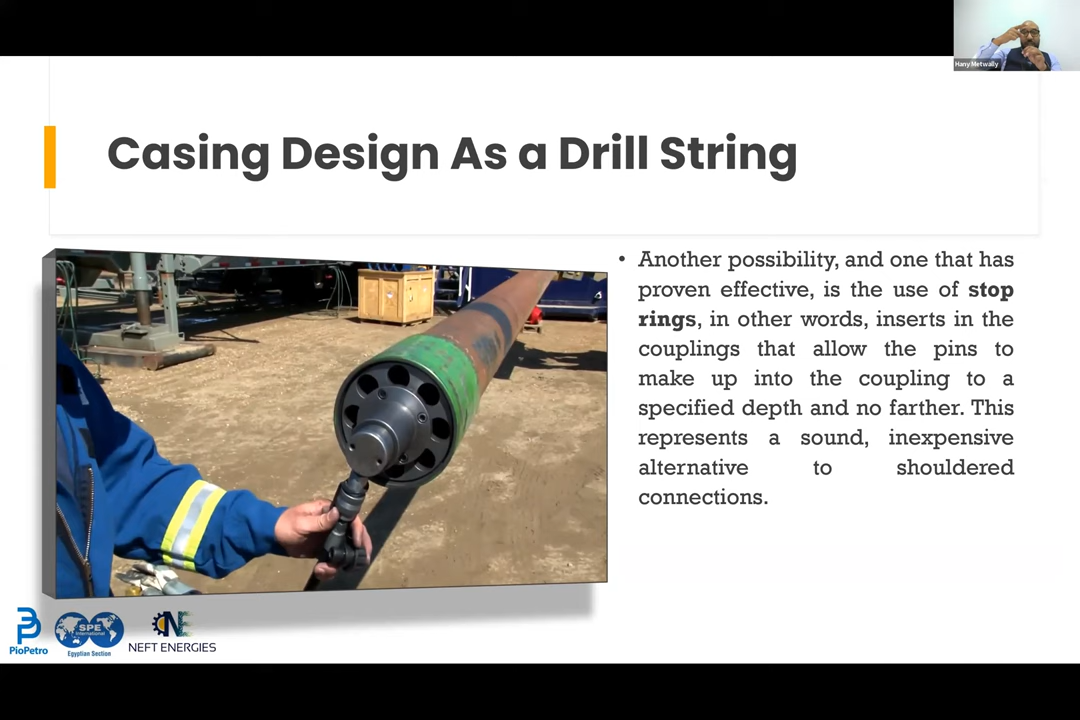 Hany Metwally
Casing Design As a Drill String
• Another possibility, and one that has
proven effective, is the use of stop
rings, in other words, inserts in the
couplings that allow the pins to
make up into the coupling to a
specified depth and no farther. This
represents a sound, inexpensive
alternative to shouldered
connections.
PioPetro
SPE
International
Egyptian Section
NE
NEFT ENERGIES